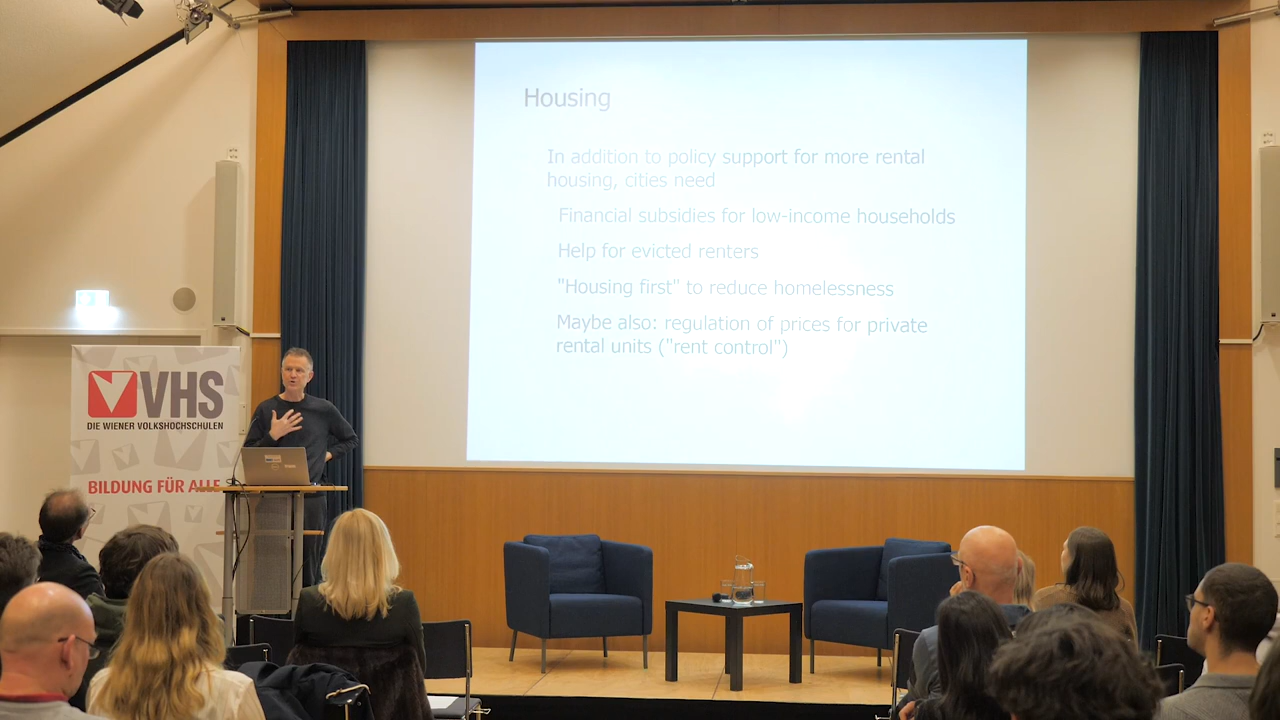 Housing
In addition to policy support for more rental
housing, cities need
Financial subsidies for low-income households
Help for evicted renters
"Housing first" to reduce homelessness
Maybe also: regulation of prices for private
rental units ("rent control")
VHS
DIE WIENER VOLKSHOCHSCHULEN
BILDUNG FÜR ALLE